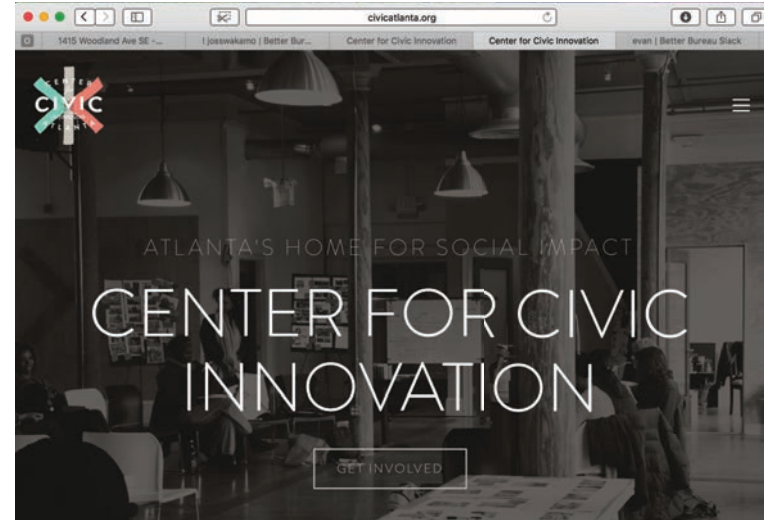 civicatlanta.org
1415 Woodland Ave SE -...
Center for Civic Innovation
Center for Civic Innovation
evan | Better Bureau Slack
CENTER
CIVIC
ATLANTA
ATLANTA'S HOME FOR SOCIAL IMPACT
CENTER FOR CIVIC
INNOVATION
GET INVOLVED